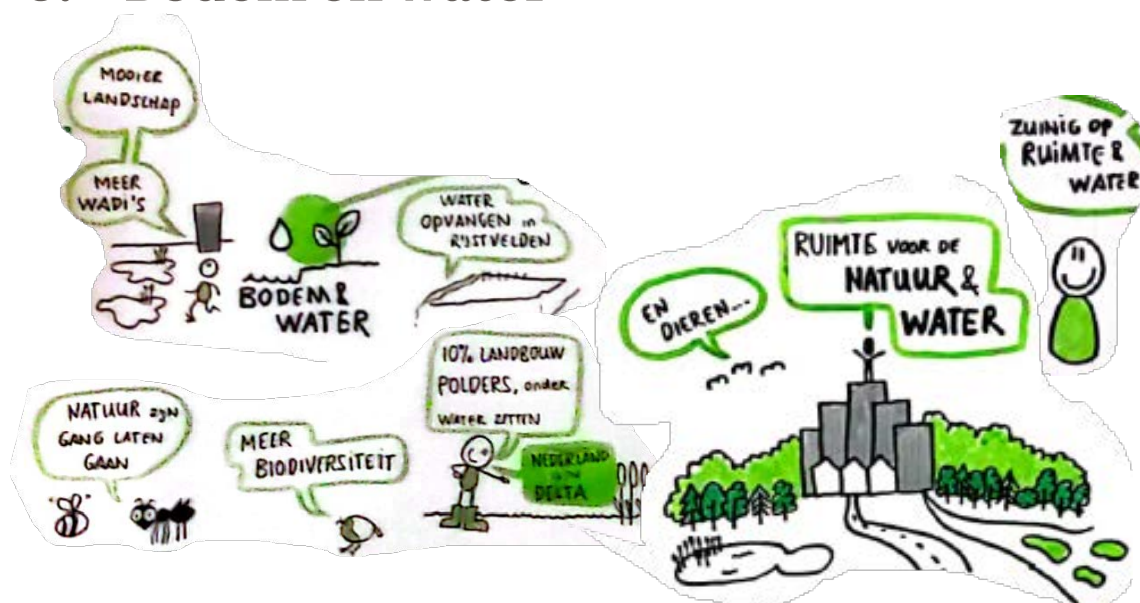 MOOIER
LANDSCHAP
MEER
WADI'S
BODEM &
WATER
WATER
OPVANGEN in
RIJSTVELDEN
ZUINIG OP
RUIMTE &
WATER
RUIMTE VOOR DE
NATUUR &
WATER
EN
DIEREN...
10% LANDBOUW
POLDERS, onder
WATER ZETTEN
NEDERLAND
DELTA
NATUUR zijn
GANG LATEN
GAAN
MEER
BIODIVERSITEIT